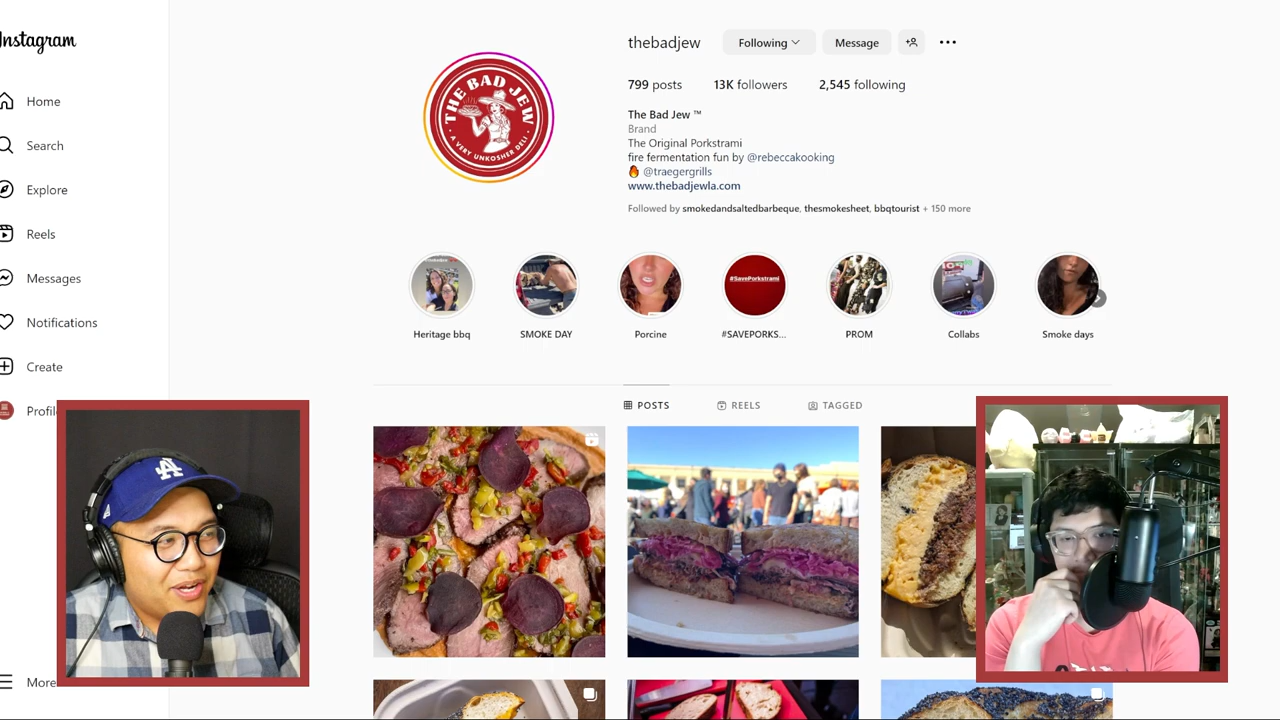 Instagram
Home
Search
Explore
Reels
Messages
Notifications
Create
Profil
More
thebadjew
Following
Message
799 posts
13K followers
2,545 following
The Bad Jew ™
Brand
The Original Porkstrami
fire fermentation fun by @rebeccakooking
🔥 @traegergrills
www.thebadjewla.com
Followed by smokedandsaltedbarbeque, thesmokesheet, bbqtourist + 150 more
THE BAD JEW
• A VERY UNKOSHER DELI •
#SavePorkstrami
Heritage bbq
SMOKE DAY
Porcine
#SAVEPORKS...
PROM
Collabs
Smoke days
POSTS
REELS
TAGGED
LA